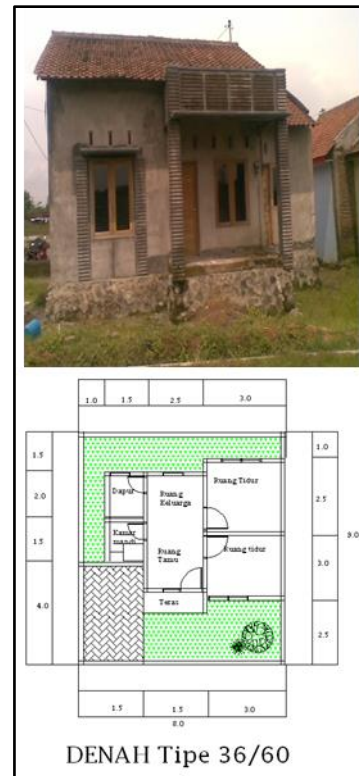 1.0 1.5 2.5 3.0
1.5 1.0
2.0 2.5
1.5 3.0 9.0
4.0 2.5
Dapur
Ruang
Keluarga
Ruang Tidur
Kamar
mandi
Ruang
Tamu
Ruang tidur
Teras
1.5 1.5 3.0
8.0
DENAH Tipe 36/60